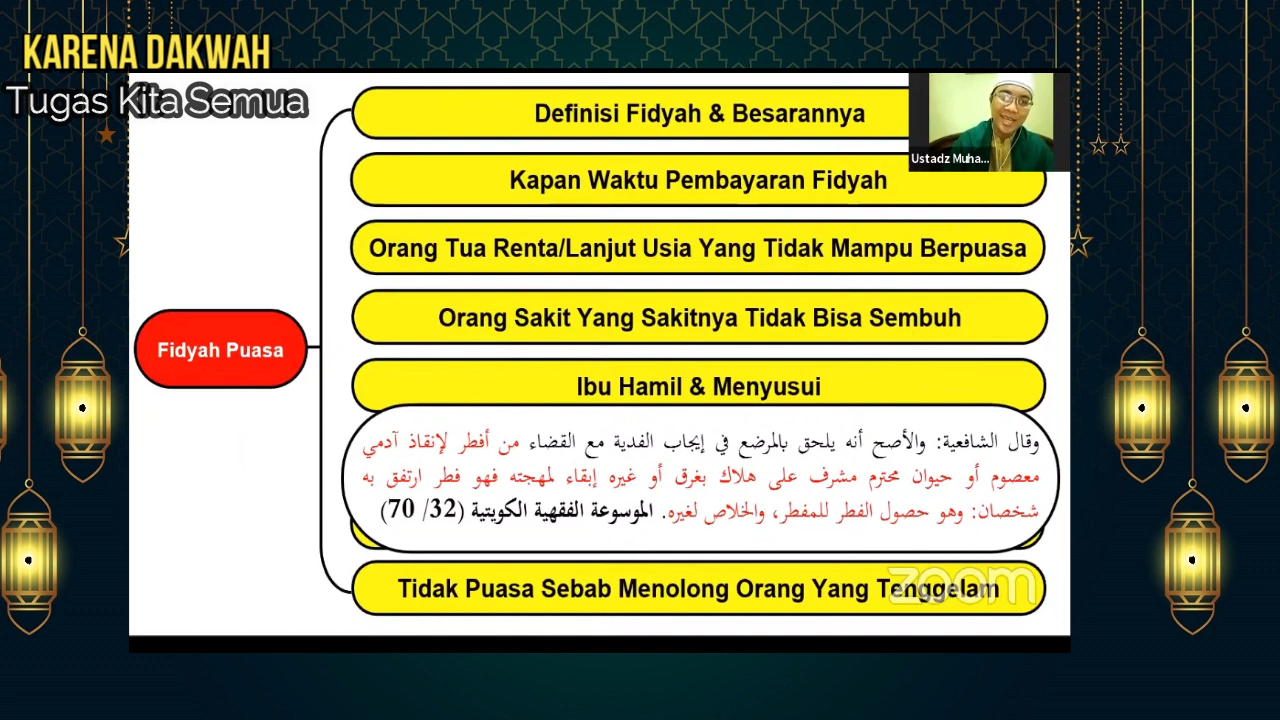 KARENA DAKWAH
Tugas Kita Semua
Definisi Fidyah & Besarannya
Ustadz Muha...
Kapan Waktu Pembayaran Fidyah
Orang Tua Renta/Lanjut Usia Yang Tidak Mampu Berpuasa
Orang Sakit Yang Sakitnya Tidak Bisa Sembuh
Fidyah Puasa
Ibu Hamil & Menyusui
وقال الشافعية: والأصح أنه يلحق بالمرضع في إيجاب الفدية مع القضاء من أفطر لإنقاذ آدمي
معصوم أو حيوان محترم مشرف على هلاك بغرق أو غيره إبقاء لمهجته فهو فطر ارتفق به
شخصان: وهو حصول الفطر للمفطر، والخلاص لغيره. الموسوعة الفقهية الكويتية (32/ 70)
Tidak Puasa Sebab Menolong Orang Yang Tenggelam
zoom